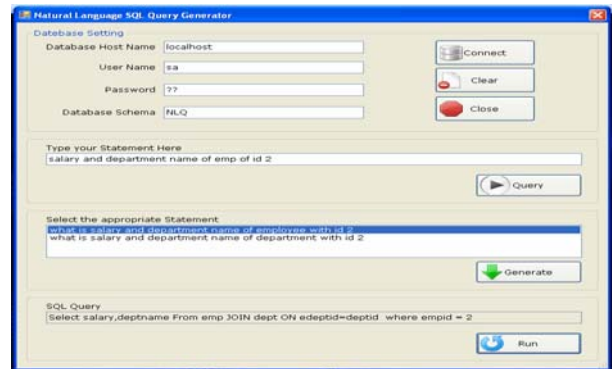 Natural Language SQL Query Generator
Datebase Setting
Database Host Name localhost
Connect
User Name sa
Clear
Password ??
Close
Database Schema NLQ
Type your Statement Here
salary and department name of emp of id 2
Query
Select the appropriate Statement
what is salary and department name of employee with id 2
what is salary and department name of department with id 2
Generate
SQL Query
Select salary,deptname From emp JOIN dept ON edeptid=deptid where empid = 2
Run